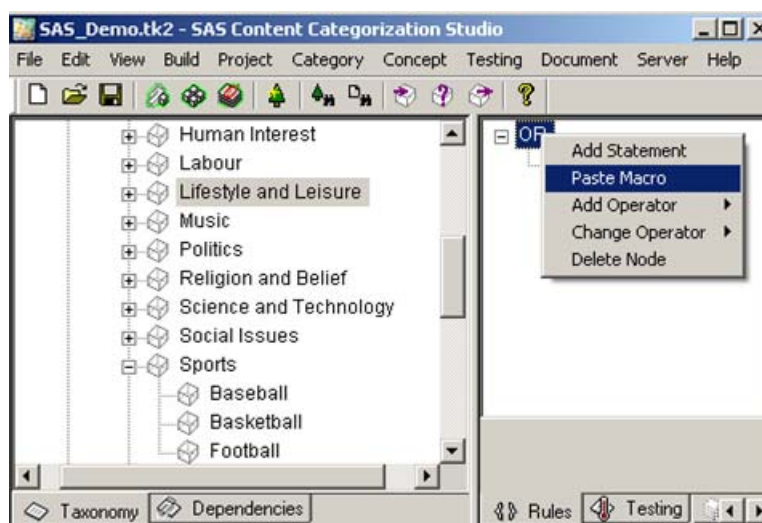 SAS_Demo.tk2 - SAS Content Categorization Studio
File Edit View Build Project Category Concept Testing Document Server Help
Human Interest
Labour
Lifestyle and Leisure
Music
Politics
Religion and Belief
Science and Technology
Social Issues
Sports
Baseball
Basketball
Football
Taxonomy Dependencies
OR
Add Statement
Paste Macro
Add Operator
Change Operator
Delete Node
Rules Testing